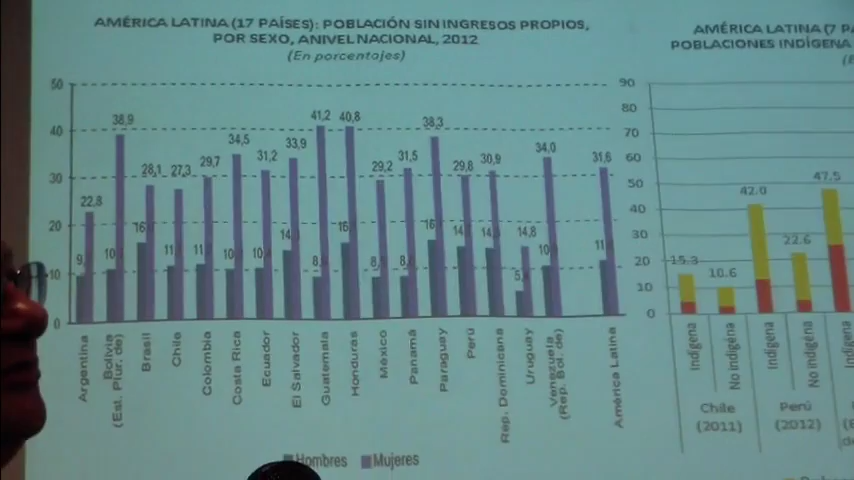 AMÉRICA LATINA (17 PAÍSES): POBLACIÓN SIN INGRESOS PROPIOS,
POR SEXO, A NIVEL NACIONAL, 2012
(En porcentajes)
50
40
30
20
10
0
22,8
38,9
28,1
27,3
29,7
34,5
31,2
33,9
41,2
40,8
29,2
31,5
38,3
29,8
30,9
14,8
34,0
31,6
Argentina
Bolivia
(Est. Plur. de)
Brasil
Chile
Colombia
Costa Rica
Ecuador
El Salvador
Guatemala
Honduras
México
Panamá
Paraguay
Perú
Rep. Dominicana
Uruguay
Venezuela
(Rep. Bol. de)
América Latina
Hombres Mujeres
AMÉRICA LATINA (7
POBLACIONES INDÍGENA
90
80
70
60
50
40
30
20
10
0
15.3
10.6
42.0
22.6
47.5
Indígena
No indígena
Indígena
No indígena
Indígena
Chile
(2011)
Perú
(2012)